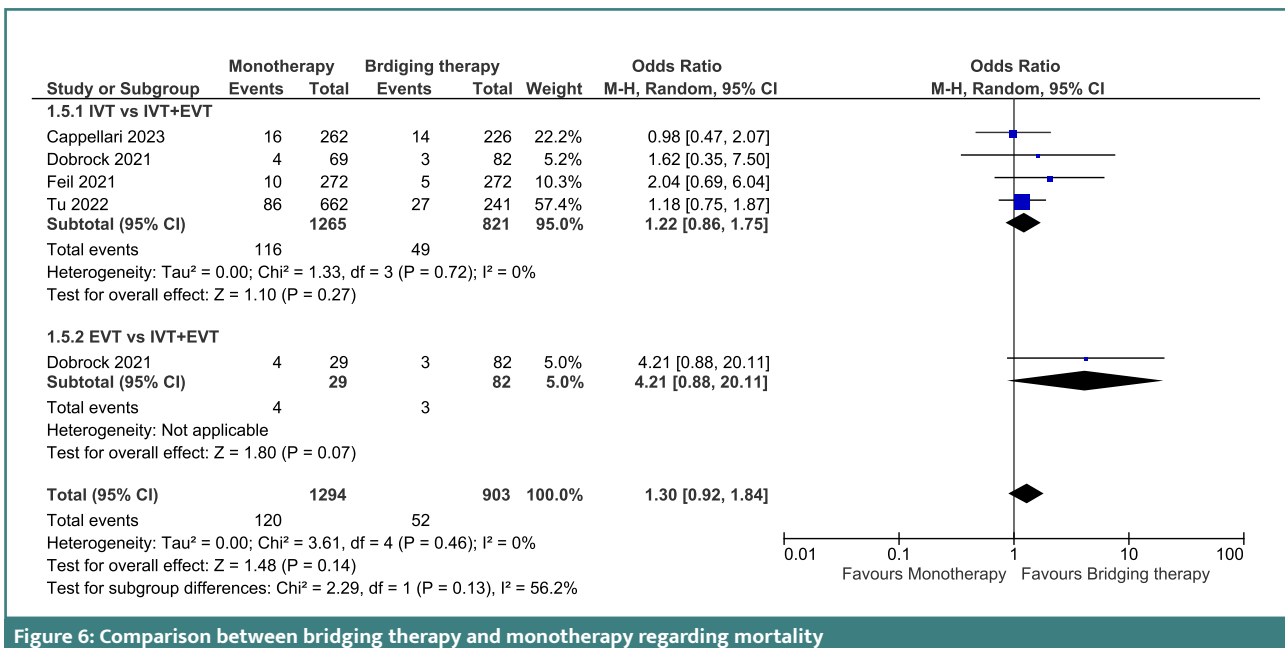 Monotherapy Brdiging therapy Odds Ratio Odds Ratio
Study or Subgroup Events Total Events Total Weight M-H, Random, 95% CI M-H, Random, 95% CI
1.5.1 IVT vs IVT+EVT
Cappellari 2023 16 262 14 226 22.2% 0.98 [0.47, 2.07]
Dobrock 2021 4 69 3 82 5.2% 1.62 [0.35, 7.50]
Feil 2021 10 272 5 272 10.3% 2.04 [0.69, 6.04]
Tu 2022 86 662 27 241 57.4% 1.18 [0.75, 1.87]
Subtotal (95% CI) 1265 821 95.0% 1.22 [0.86, 1.75]
Total events 116 49
Heterogeneity: Tau² = 0.00; Chi² = 1.33, df = 3 (P = 0.72); I² = 0%
Test for overall effect: Z = 1.10 (P = 0.27)
1.5.2 EVT vs IVT+EVT
Dobrock 2021 4 29 3 82 5.0% 4.21 [0.88, 20.11]
Subtotal (95% CI) 29 82 5.0% 4.21 [0.88, 20.11]
Total events 4 3
Heterogeneity: Not applicable
Test for overall effect: Z = 1.80 (P = 0.07)
Total (95% CI) 1294 903 100.0% 1.30 [0.92, 1.84]
Total events 120 52
Heterogeneity: Tau² = 0.00; Chi² = 3.61, df = 4 (P = 0.46); I² = 0%
Test for overall effect: Z = 1.48 (P = 0.14)
Test for subgroup differences: Chi² = 2.29, df = 1 (P = 0.13), I² = 56.2%
0.01 0.1 1 10 100
Favours Monotherapy Favours Bridging therapy
Figure 6: Comparison between bridging therapy and monotherapy regarding mortality